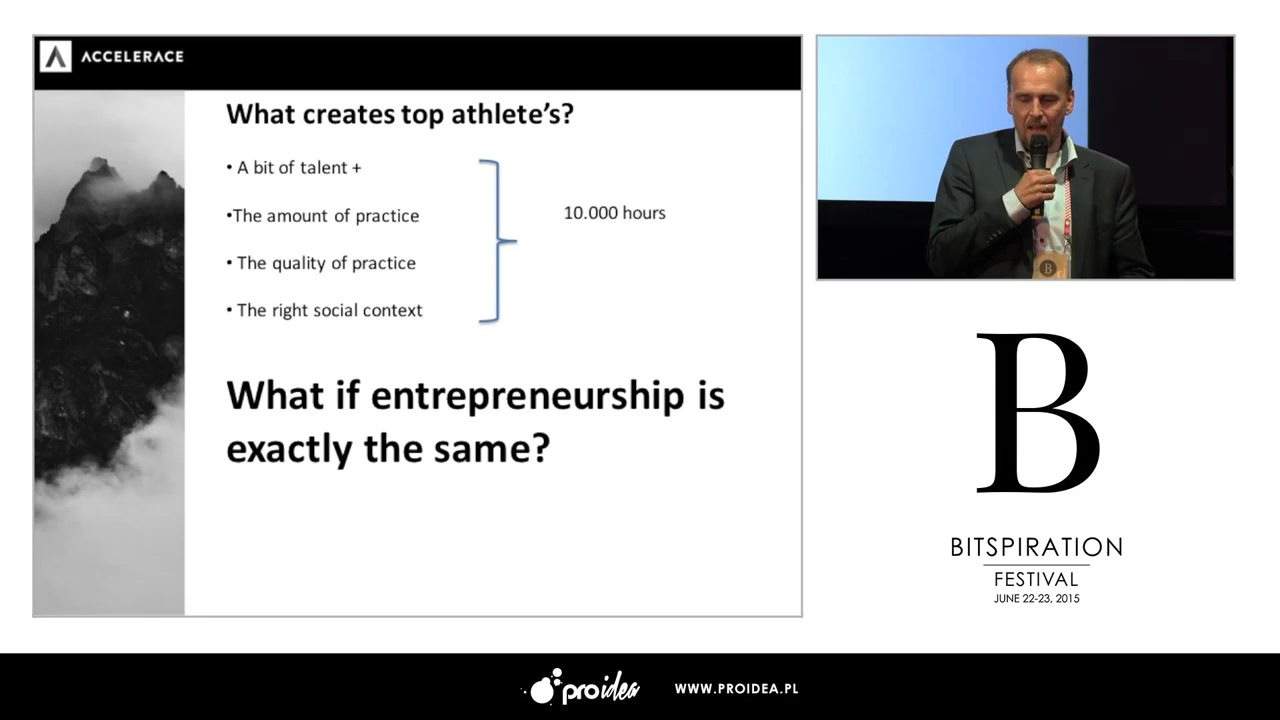 ACCELERACE
What creates top athlete's?
• A bit of talent +
•The amount of practice
10.000 hours
• The quality of practice
• The right social context
What if entrepreneurship is
exactly the same?
B
B
BITSPIRATION
FESTIVAL
JUNE 22-23, 2015
proidea
WWW.PROIDEA.PL